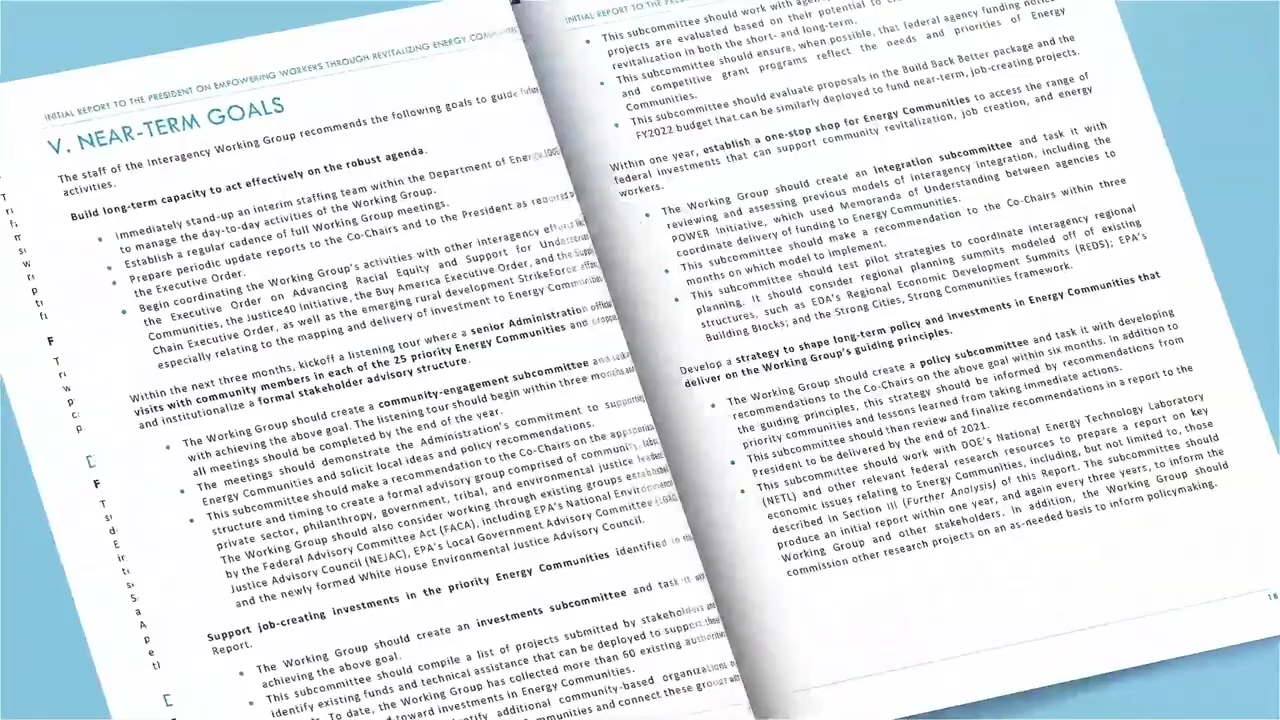 INITIAL REPORT TO THE PRESIDENT ON EMPOWERING WORKERS THROUGH REVITALIZING ENERGY
V. NEAR-TERM GOALS
The staff of the Interagency Working Group recommends the following goals to guide future
activities.
Build long-term capacity to act effectively on the robust agenda.
• Immediately stand-up an interim staffing team within the Department of Energy
to manage the day-to-day activities of the Working Group.
• Establish a regular cadence of full Working Group meetings.
• Prepare periodic update reports to the Co-Chairs and to the President as required
the Executive Order.
• Begin coordinating the Working Group's activities with other interagency
the Executive Order on Advancing Racial Equity and Support for
Communities, the Justice40 Initiative, the Buy America Executive Order, and the
Chain Executive Order, as well as the emerging rural development StrikeForce
especially relating to the mapping and delivery of investment to Energy
Within the next three months, kickoff a listening tour where a senior Administration
visits with community members in each of the 25 priority Energy Communities and
and institutionalize a formal stakeholder advisory structure.
• The Working Group should create a community-engagement subcommittee and
with achieving the above goal. The listening tour should begin within three months
all meetings should be completed by the end of the year.
• The meetings should demonstrate the Administration's commitment to
Energy Communities and solicit local ideas and policy recommendations.
• This subcommittee should make a recommendation to the Co-Chairs on the
structure and timing to create a formal advisory group comprised of community,
private sector, philanthropy, government, tribal, and environmental justice
The Working Group should also consider working through existing groups
by the Federal Advisory Committee Act (FACA), including EPA's National
Justice Advisory Council (NEJAC), EPA's Local Government Advisory Committee
and the newly formed White House Environmental Justice Advisory Council.
Support job-creating investments in the priority Energy Communities identified in
Report.
• The Working Group should create an investments subcommittee and task it
achieving the above goal.
• This subcommittee should compile a list of projects submitted by stakeholders
identify existing funds and technical assistance that can be deployed to support
To date, the Working Group has collected more than 60 existing
toward investments in Energy Communities.
additional community-based organizations
and connect these
INITIAL REPORT TO THE
• This subcommittee should work with
projects are evaluated based on their potential to
revitalization in both the short- and long-term.
• This subcommittee should ensure, when possible, that federal agency funding
and competitive grant programs reflect the needs and priorities of Energy
Communities.
• This subcommittee should evaluate proposals in the Build Back Better package and the
FY2022 budget that can be similarly deployed to fund near-term, job-creating projects.
Within one year, establish a one-stop shop for Energy Communities to access the range of
federal investments that can support community revitalization, job creation, and energy
workers.
• The Working Group should create an Integration subcommittee and task it with
reviewing and assessing previous models of interagency integration, including the
POWER Initiative, which used Memoranda of Understanding between agencies to
coordinate delivery of funding to Energy Communities.
• This subcommittee should make a recommendation to the Co-Chairs within three
months on which model to implement.
• This subcommittee should test pilot strategies to coordinate interagency regional
planning. It should consider regional planning summits modeled off of existing
structures, such as EDA's Regional Economic Development Summits (REDS); EPA's
Building Blocks; and the Strong Cities, Strong Communities framework.
Develop a strategy to shape long-term policy and investments in Energy Communities that
deliver on the Working Group's guiding principles.
• The Working Group should create a policy subcommittee and task it with developing
recommendations to the Co-Chairs on the above goal within six months. In addition to
the guiding principles, this strategy should be informed by recommendations from
priority communities and lessons learned from taking immediate actions.
• This subcommittee should then review and finalize recommendations in a report to the
President to be delivered by the end of 2021.
• This subcommittee should work with DOE's National Energy Technology Laboratory
(NETL) and other relevant federal research resources to prepare a report on key
economic issues relating to Energy Communities, including, but not limited to, those
described in Section III (Further Analysis) of this Report. The subcommittee should
produce an initial report within one year, and again every three years, to inform the
Working Group and other stakeholders. In addition, the Working Group should
commission other research projects on an as-needed basis to inform policymaking.
18